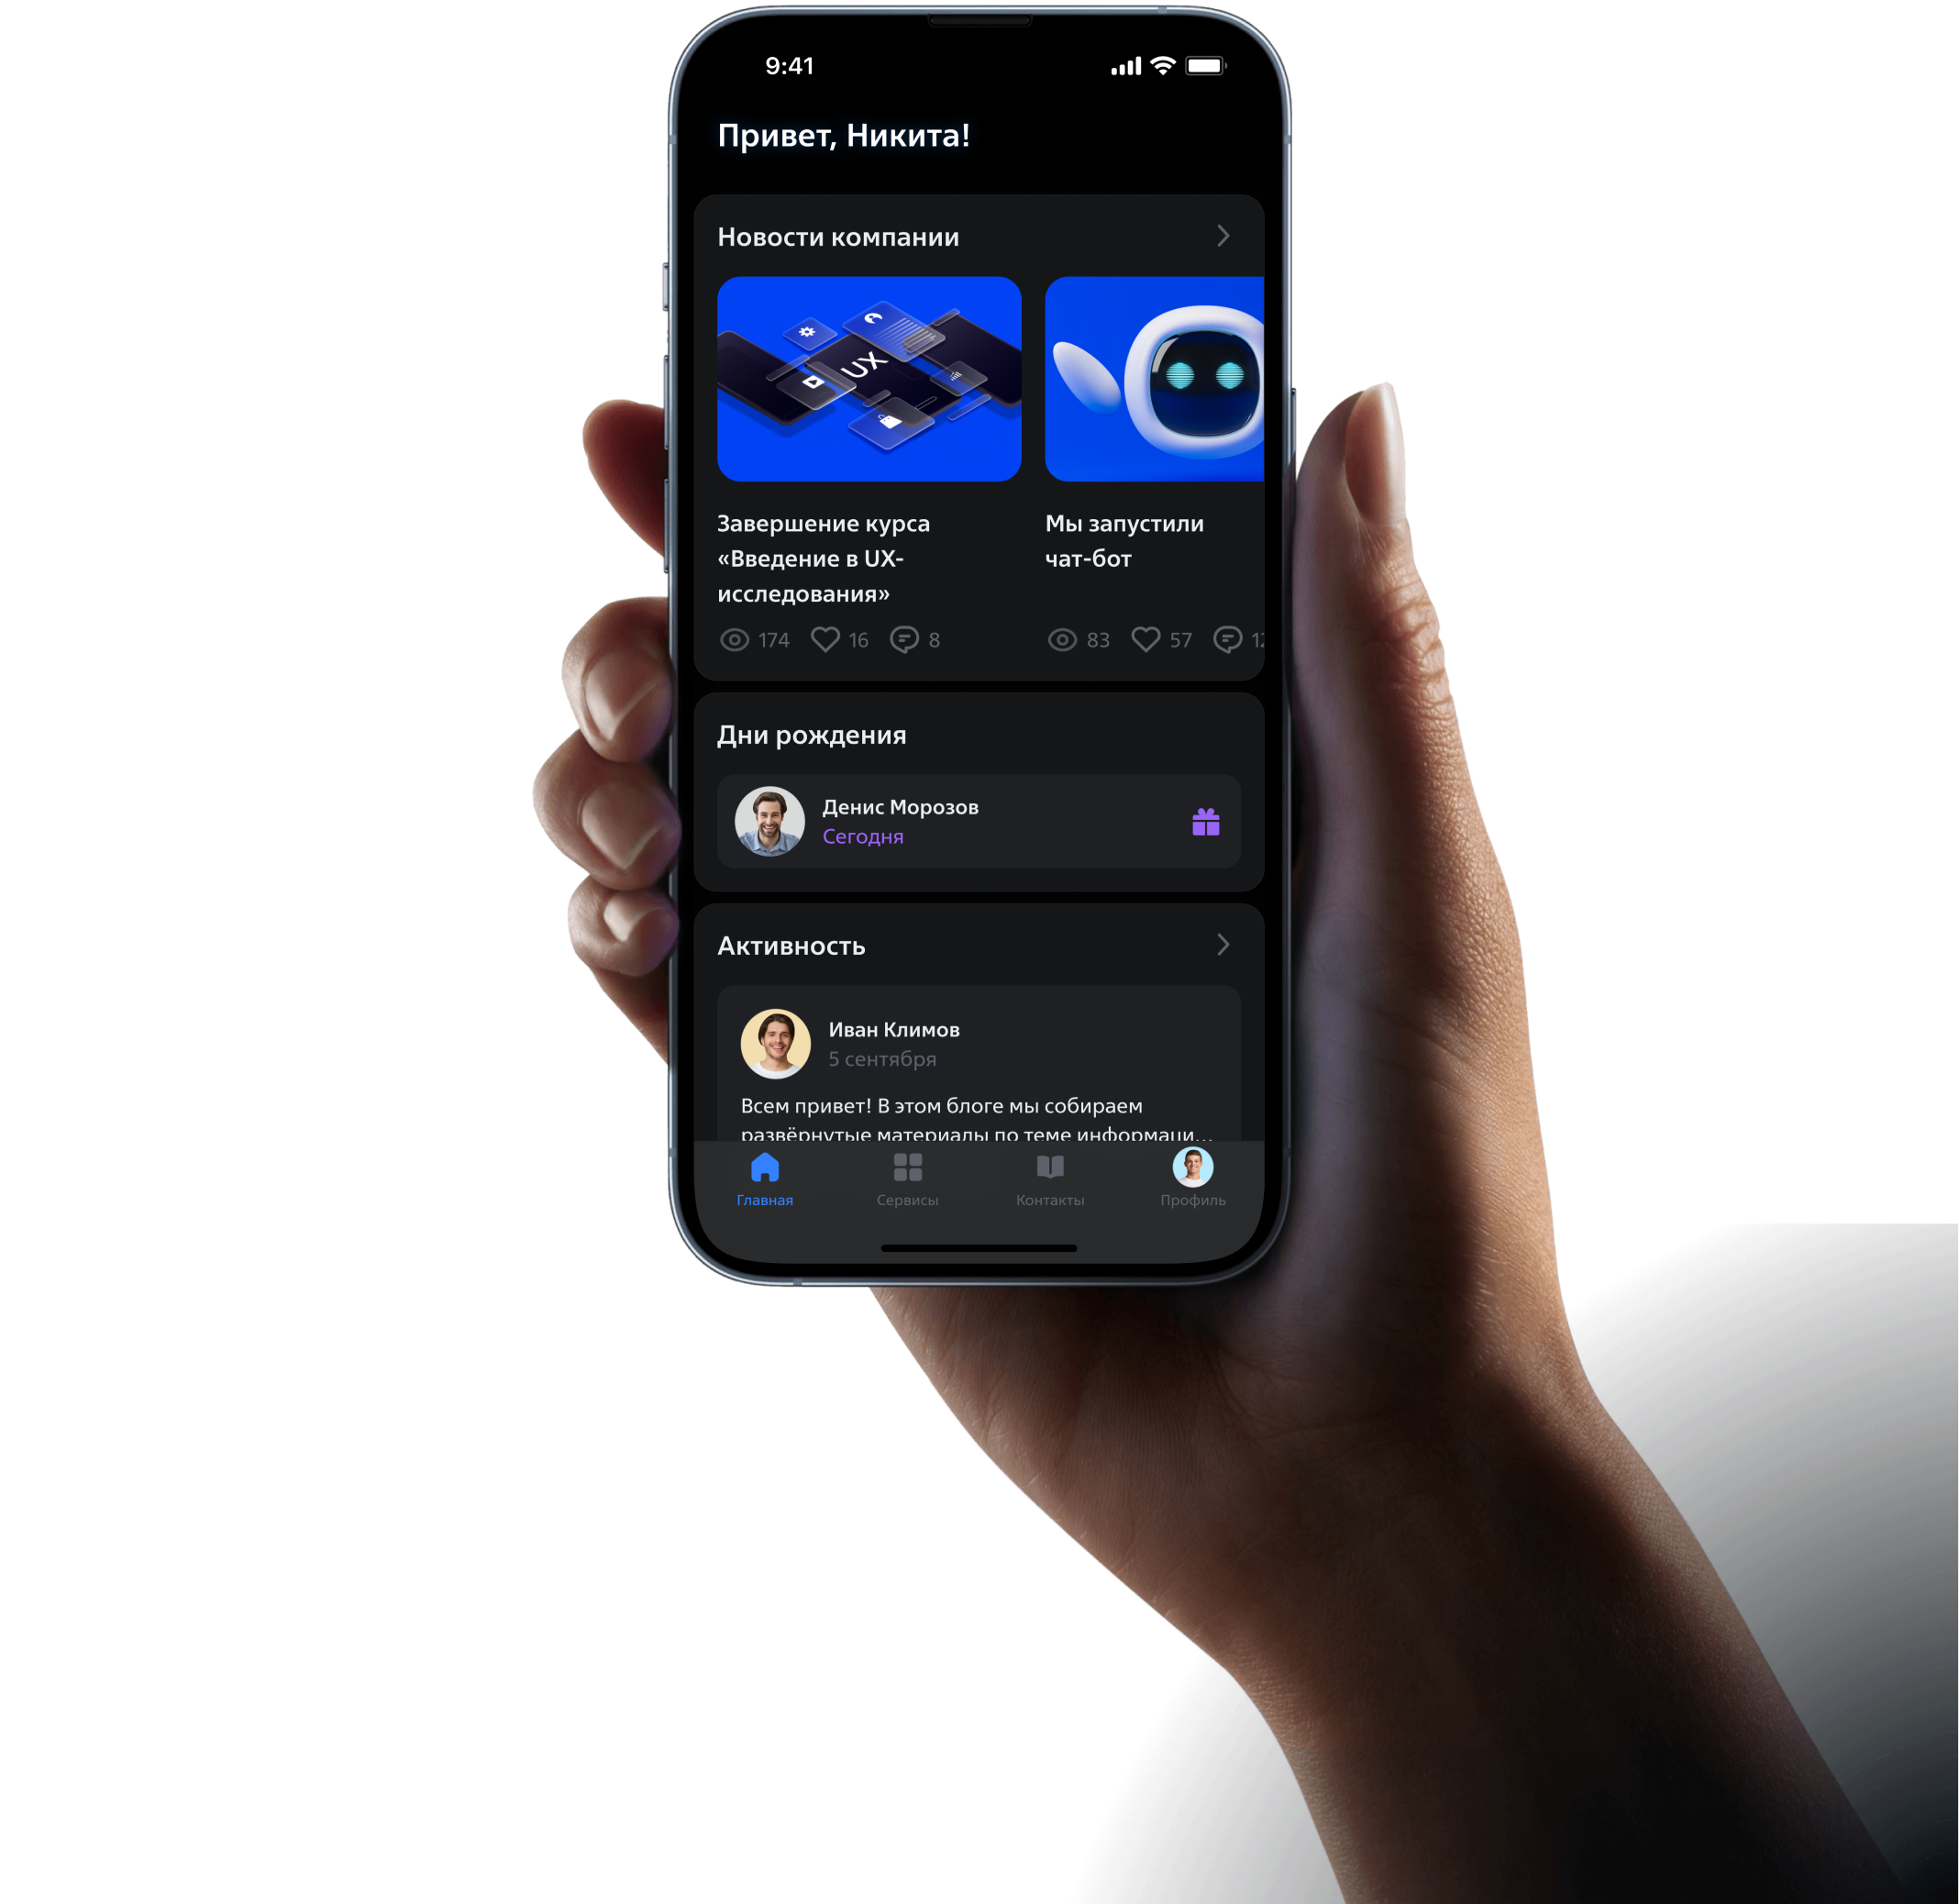 9:41
Привет, Никита!
Новости компании
UX
Завершение курса
«Введение в UX-
исследования»
174 16 8
Мы запустили
чат-бот
83 57
Дни рождения
Денис Морозов
Сегодня
Активность
Иван Климов
5 сентября
Всем привет! В этом блоге мы собираем
развёрнутые материалы по теме информаци...
Главная Сервисы Контакты Профиль